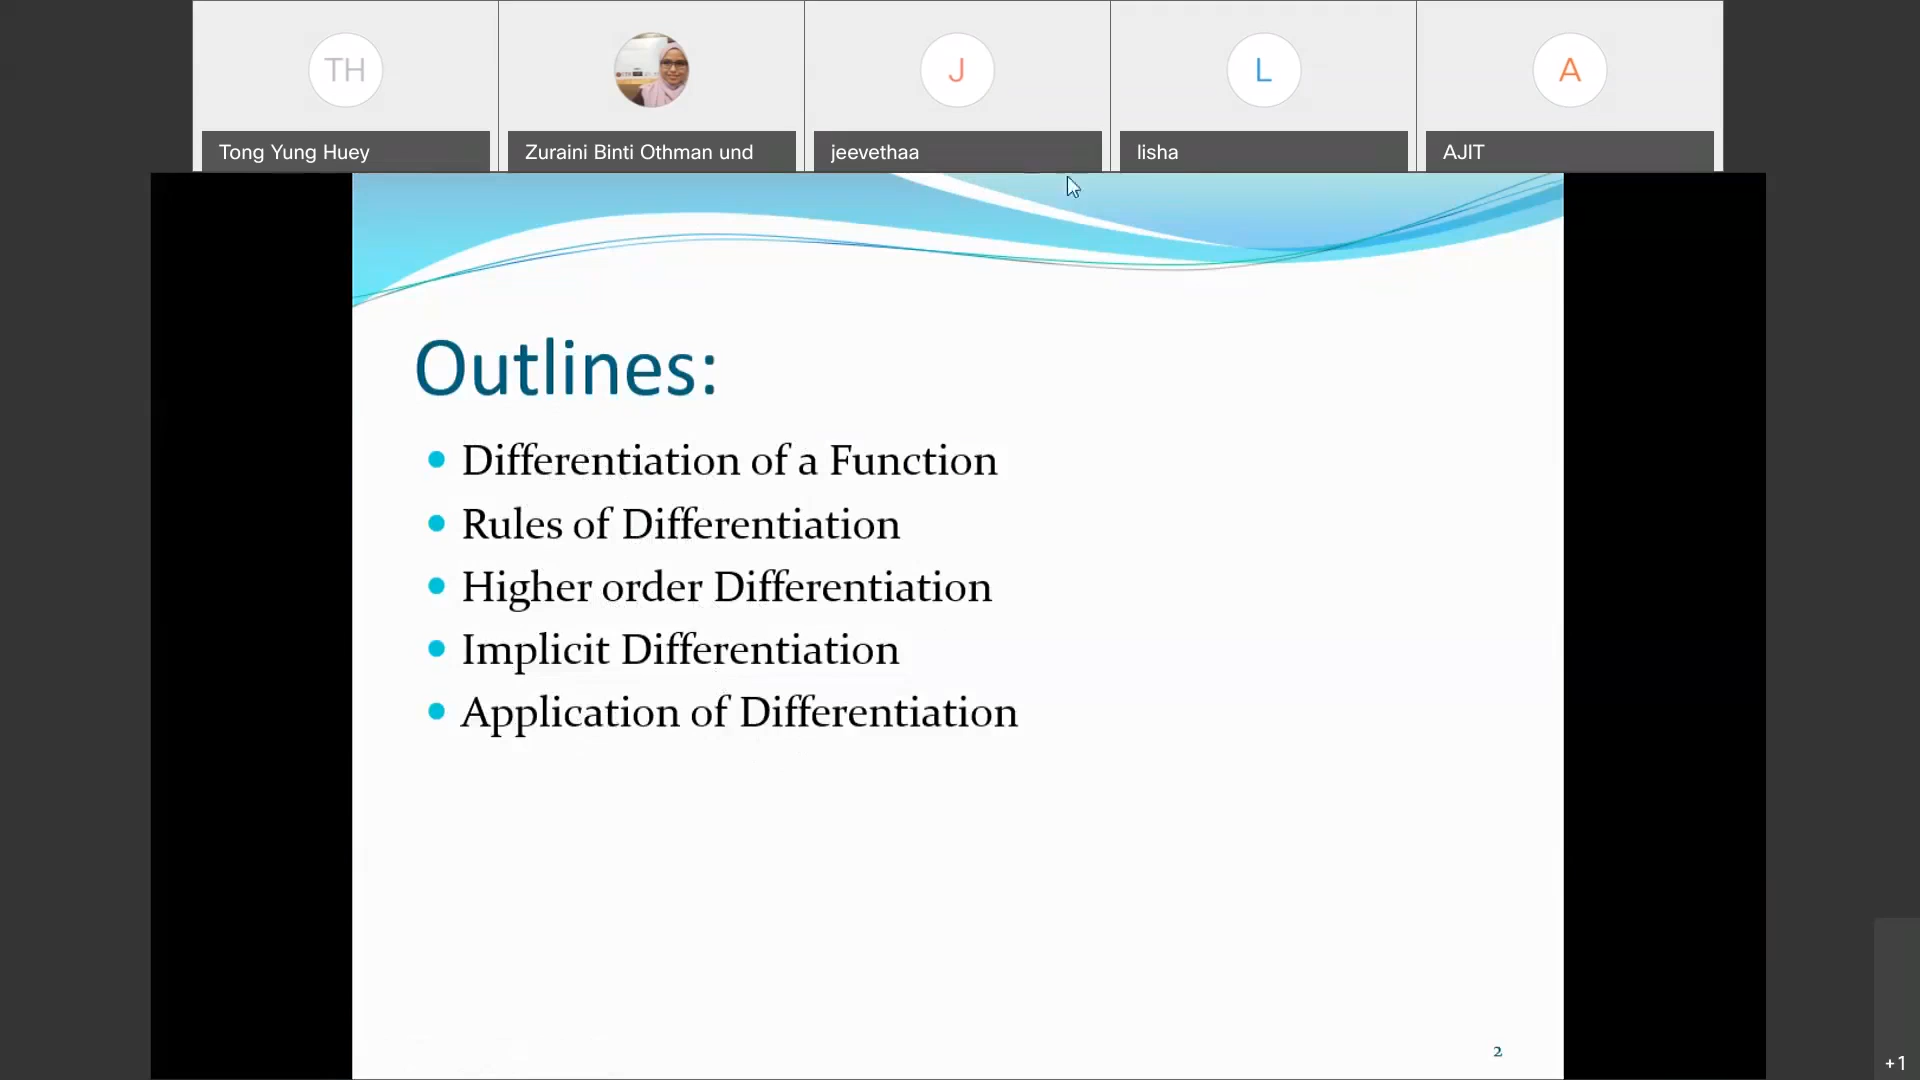 TH
J
L
A
Tong Yung Huey
Zuraini Binti Othman und
jeevethaa
lisha
AJIT
Outlines:
Differentiation of a Function
Rules of Differentiation
Higher order Differentiation
Implicit Differentiation
Application of Differentiation
2
+1